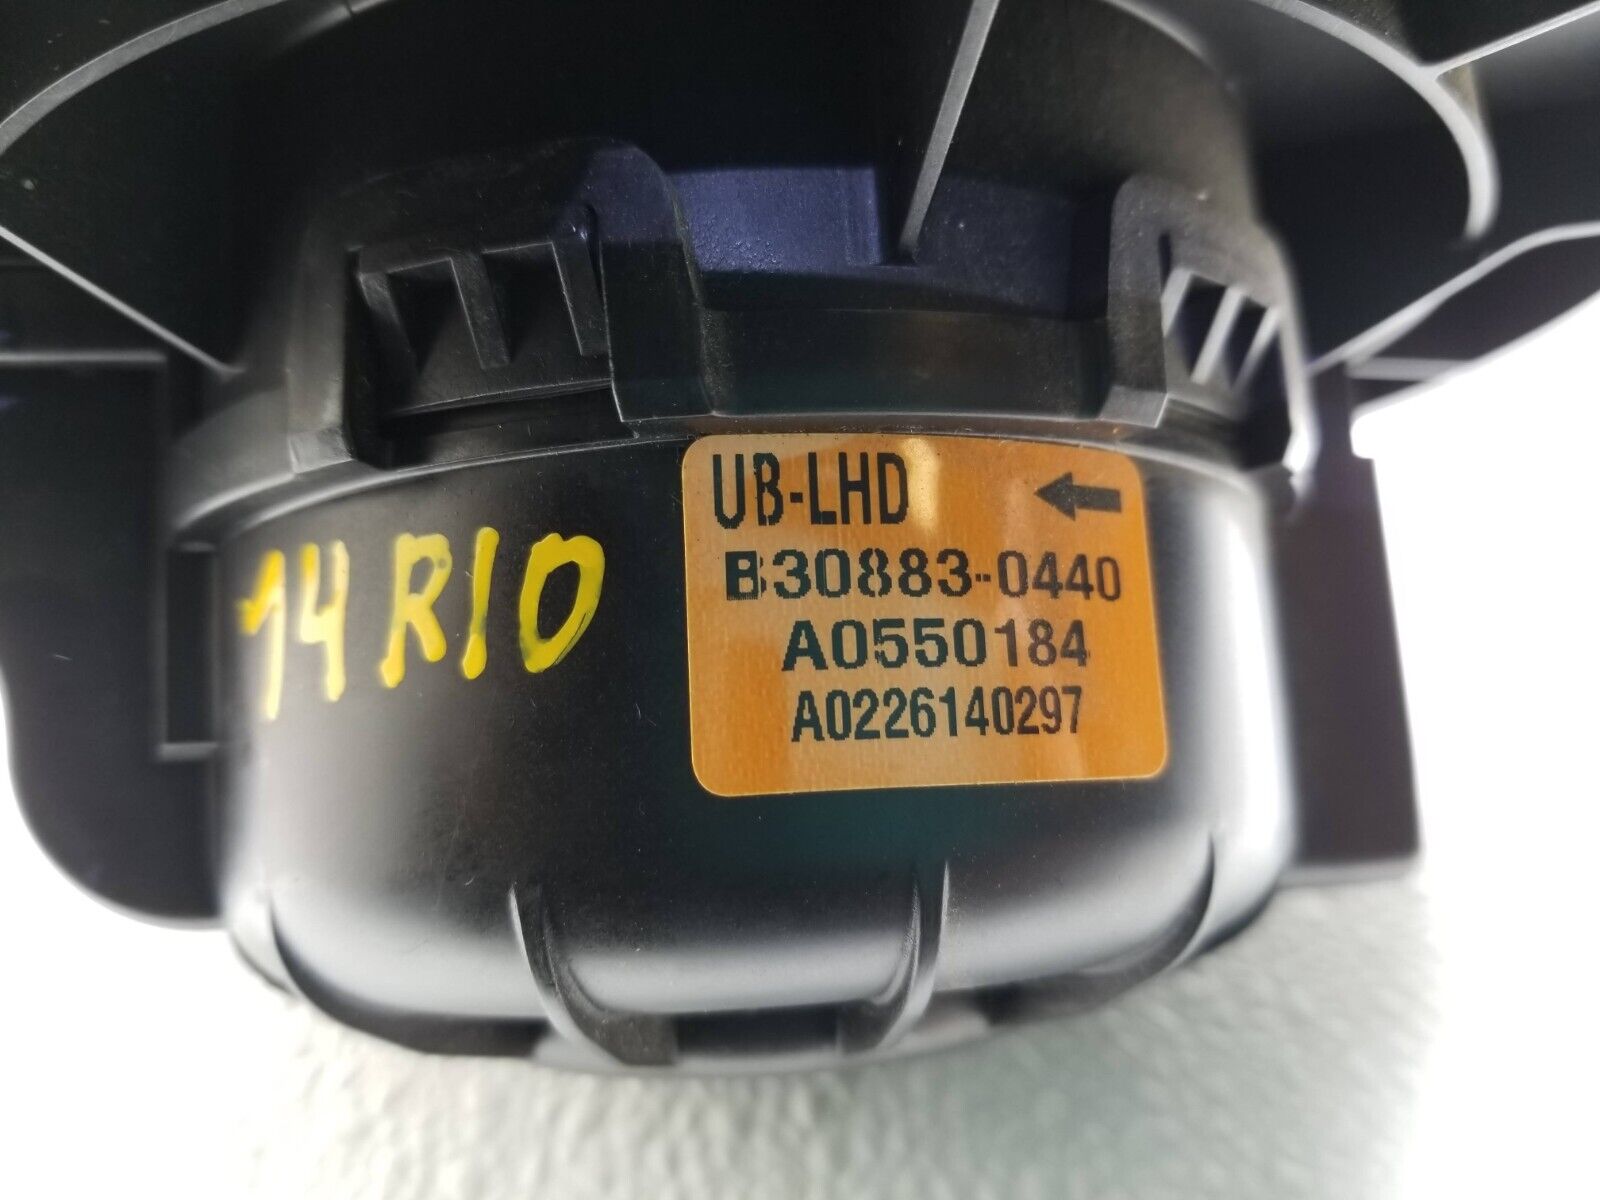 14 RIO
UB-LHD ←
B30883-0440
A0550184
A0226140297